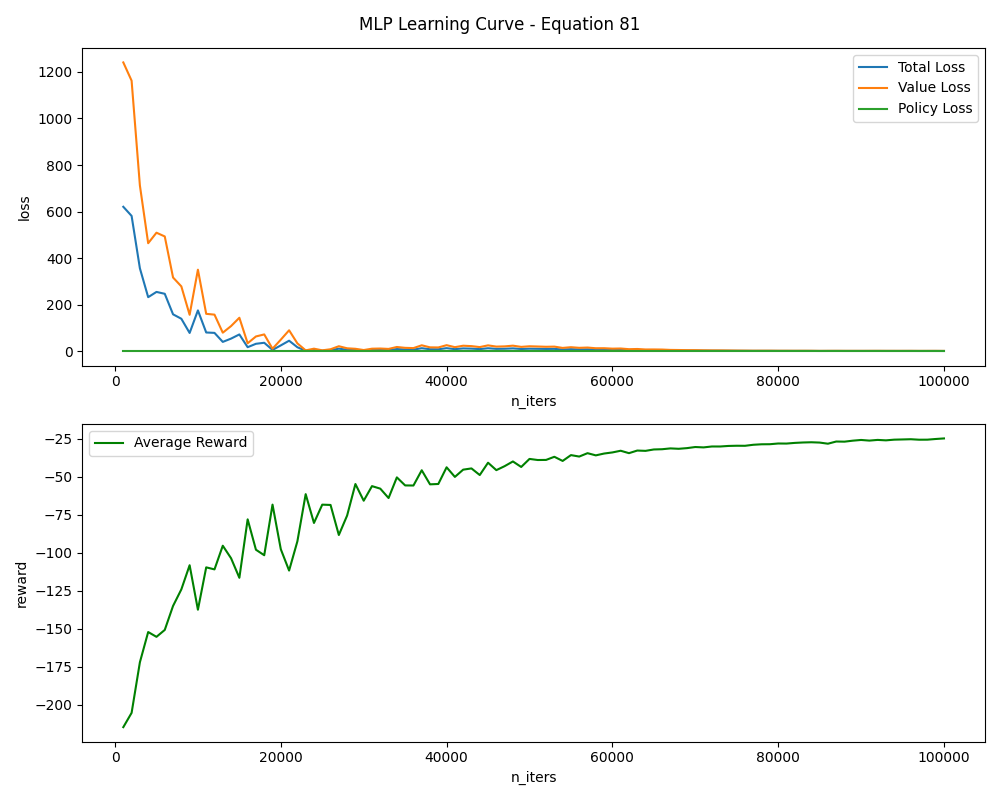 MLP Learning Curve - Equation 81
1200
1000
800
600
400
200
0
loss
Total Loss
Value Loss
Policy Loss
0 20000 40000 60000 80000 100000
n_iters
−25
−50
−75
−100
−125
−150
−175
−200
reward
Average Reward
0 20000 40000 60000 80000 100000
n_iters